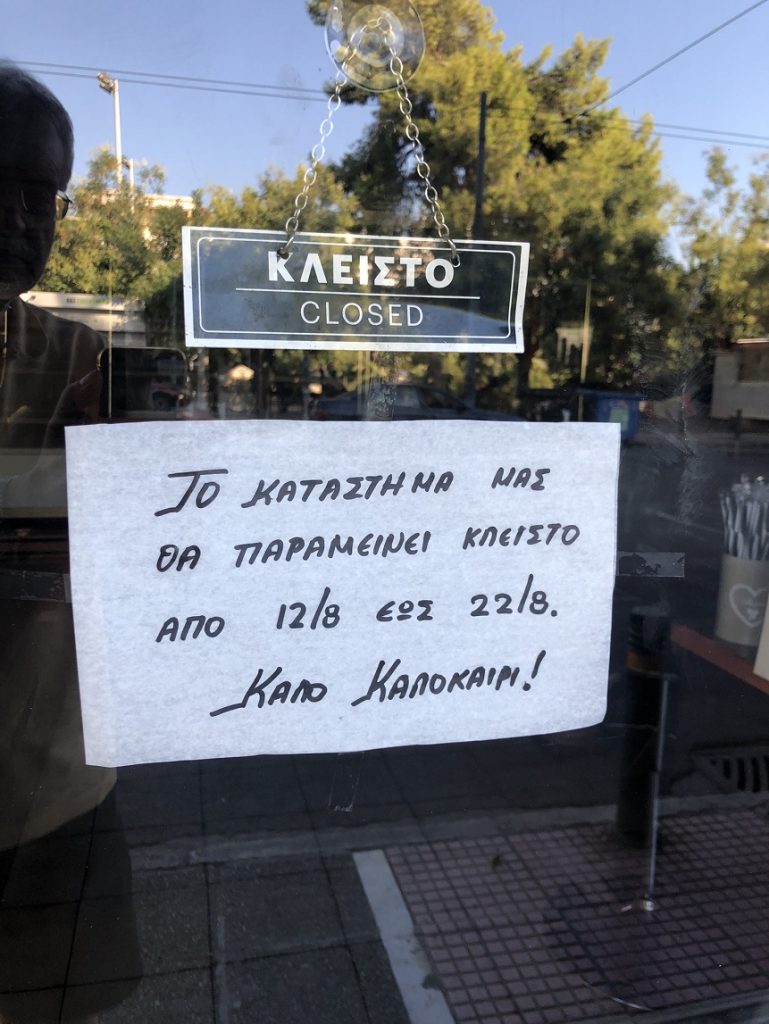 ΚΛΕΙΣΤΟ
CLOSED
ΤΟ ΚΑΤΑΣΤΗΜΑ ΜΑΣ
ΘΑ ΠΑΡΑΜΕΙΝΕΙ ΚΛΕΙΣΤΟ
ΑΠΟ 12/8 ΕΩΣ 22/8.
ΚΑΛΟ ΚΑΛΟΚΑΙΡΙ!